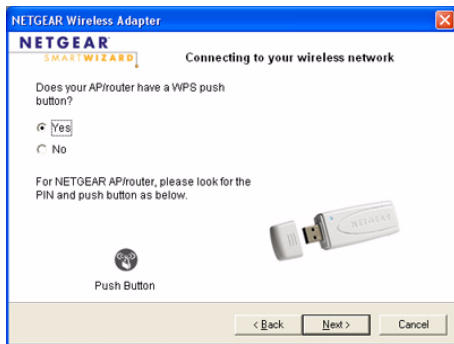 NETGEAR Wireless Adapter
NETGEAR
SMARTWIZARD
Connecting to your wireless network
Does your AP/router have a WPS push
button?
Yes
No
For NETGEAR AP/router, please look for the
PIN and push button as below.
NETGEAR
Push Button
< Back
Next >
Cancel